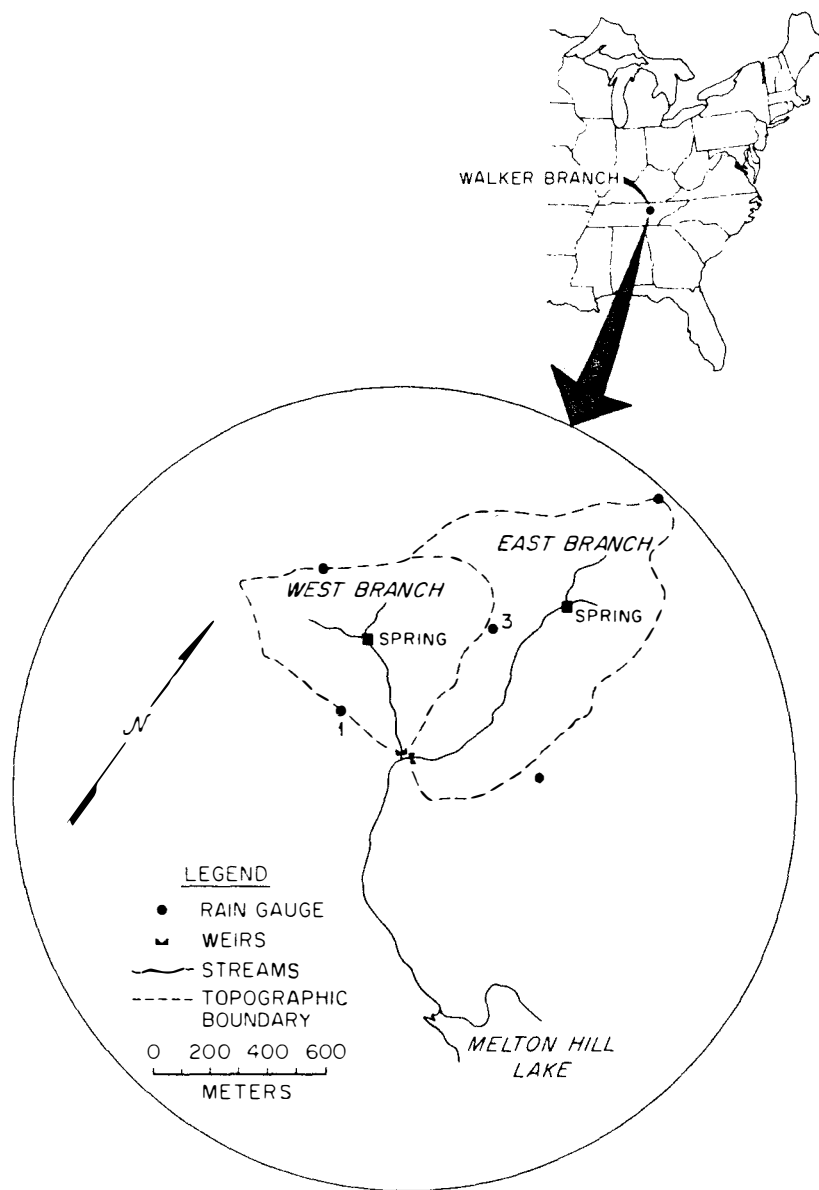 WALKER BRANCH
EAST BRANCH
WEST BRANCH
SPRING
3
SPRING
1
N
LEGEND
RAIN GAUGE
WEIRS
STREAMS
TOPOGRAPHIC
BOUNDARY
0 200 400 600
METERS
MELTON HILL
LAKE